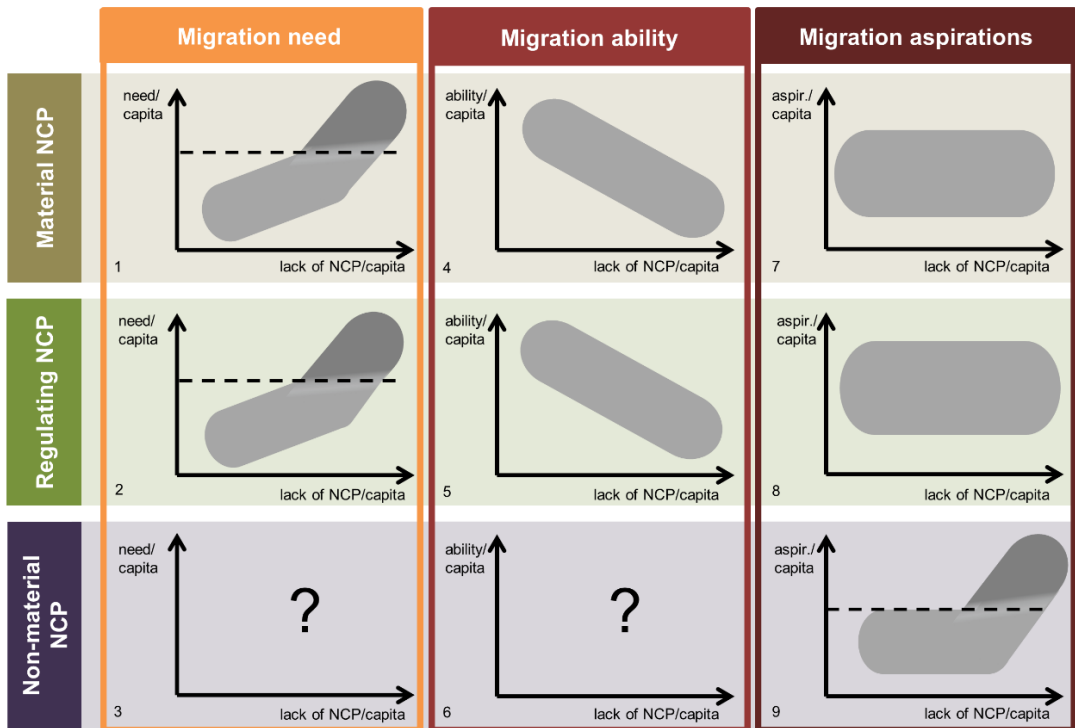 Migration need
Migration ability
Migration aspirations
Material NCP
need/
capita
lack of NCP/capita
1
ability/
capita
lack of NCP/capita
4
aspir./
capita
lack of NCP/capita
7
Regulating NCP
need/
capita
lack of NCP/capita
2
ability/
capita
lack of NCP/capita
5
aspir./
capita
lack of NCP/capita
8
Non-material
NCP
need/
capita
?
lack of NCP/capita
3
ability/
capita
?
lack of NCP/capita
6
aspir./
capita
lack of NCP/capita
9